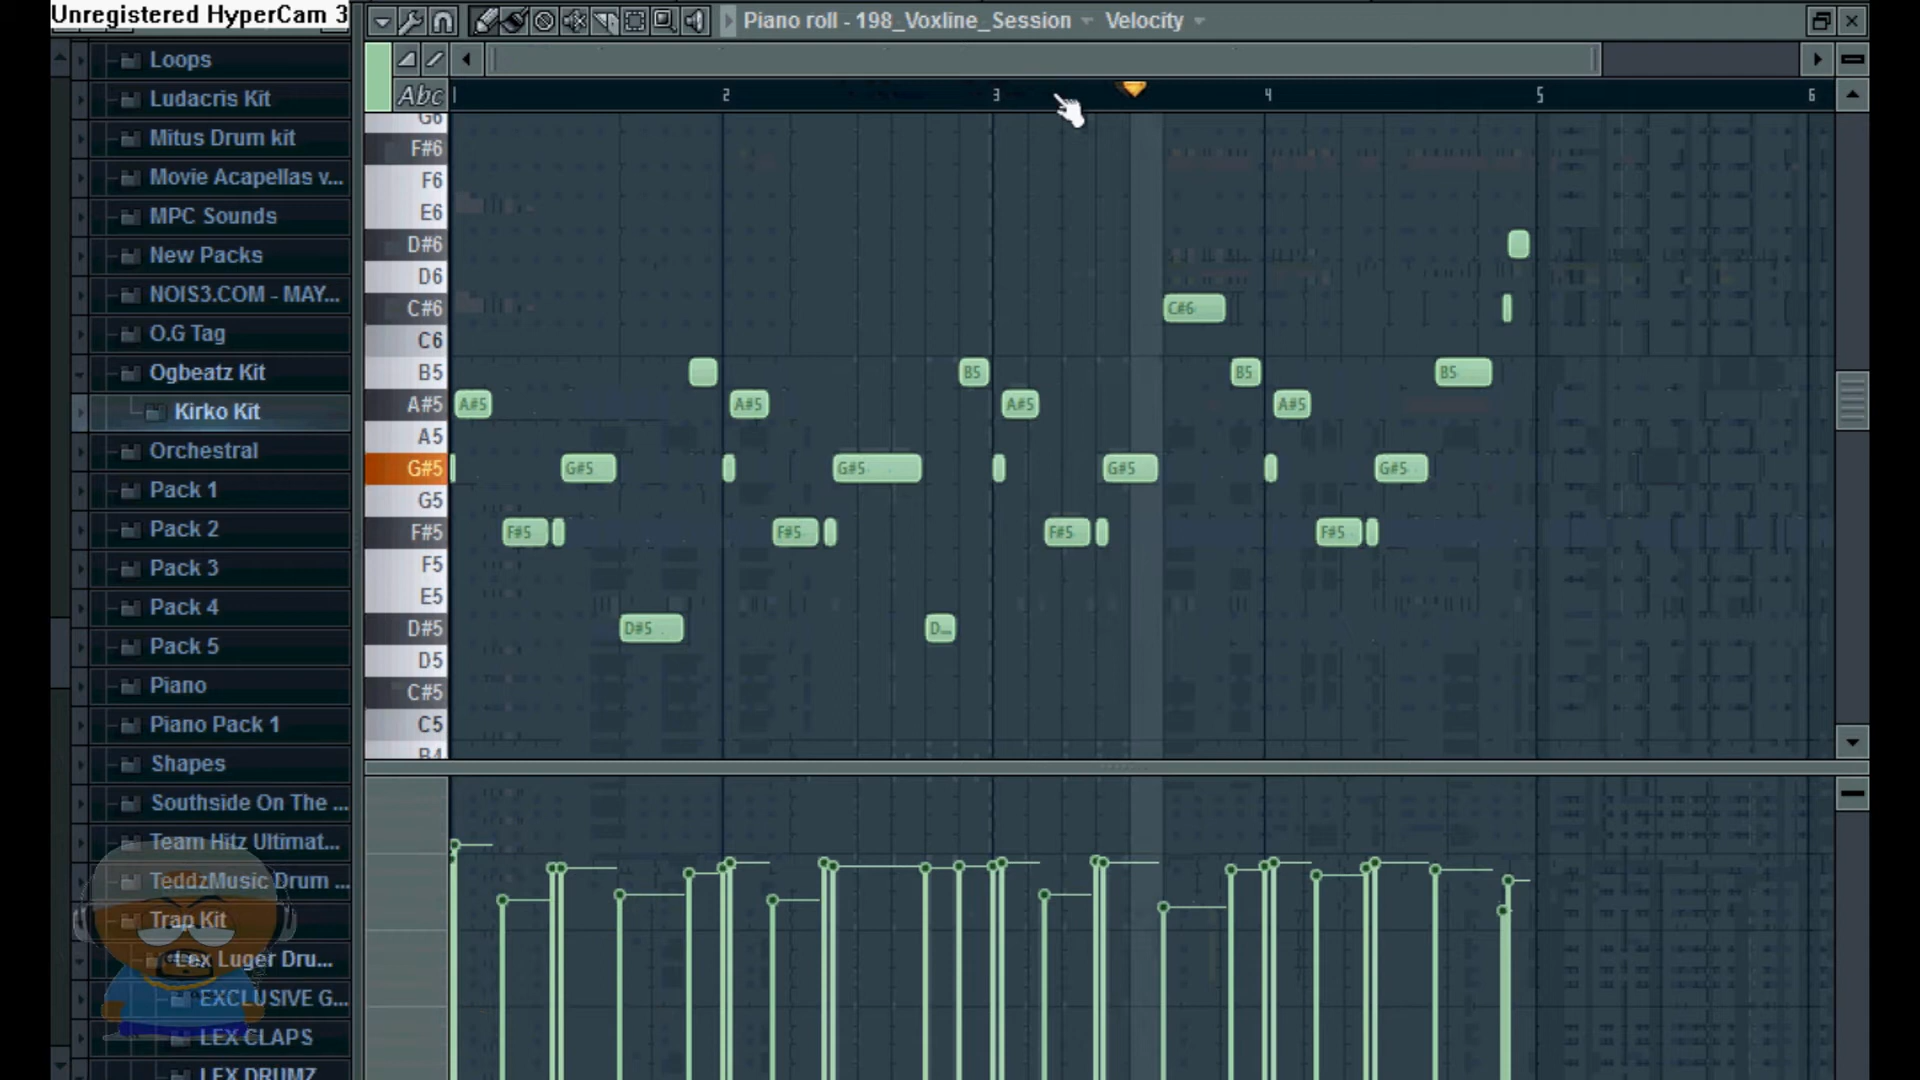 Unregistered HyperCam 3
Piano roll - 198_Voxline_Session
Velocity
Loops
Ludacris Kit
Mitus Drum kit
Movie Acapellas v...
MPC Sounds
New Packs
NOIS3.COM - MAY...
O.G Tag
Ogbeatz Kit
Kirko Kit
Orchestral
Pack 1
Pack 2
Pack 3
Pack 4
Pack 5
Piano
Piano Pack 1
Shapes
Southside On The ...
Team Hitz Ultimat...
TeddzMusic Drum ...
Trap Kit
Lex Luger Dru...
EXCLUSIVE G...
LEX CLAPS
LEX DRUMZ
Abc
2
3
4
5
6
G6
F#6
F6
E6
D#6
D6
C#6
C#6
C6
B5
B5
B5
B5
A#5
A#5
A#5
A#5
A#5
A5
G#5
G#5
G#5
G#5
G#5
G5
F#5
F#5
F#5
F#5
F#5
F5
E5
D#5
D#5
D...
D5
C#5
C5
B4